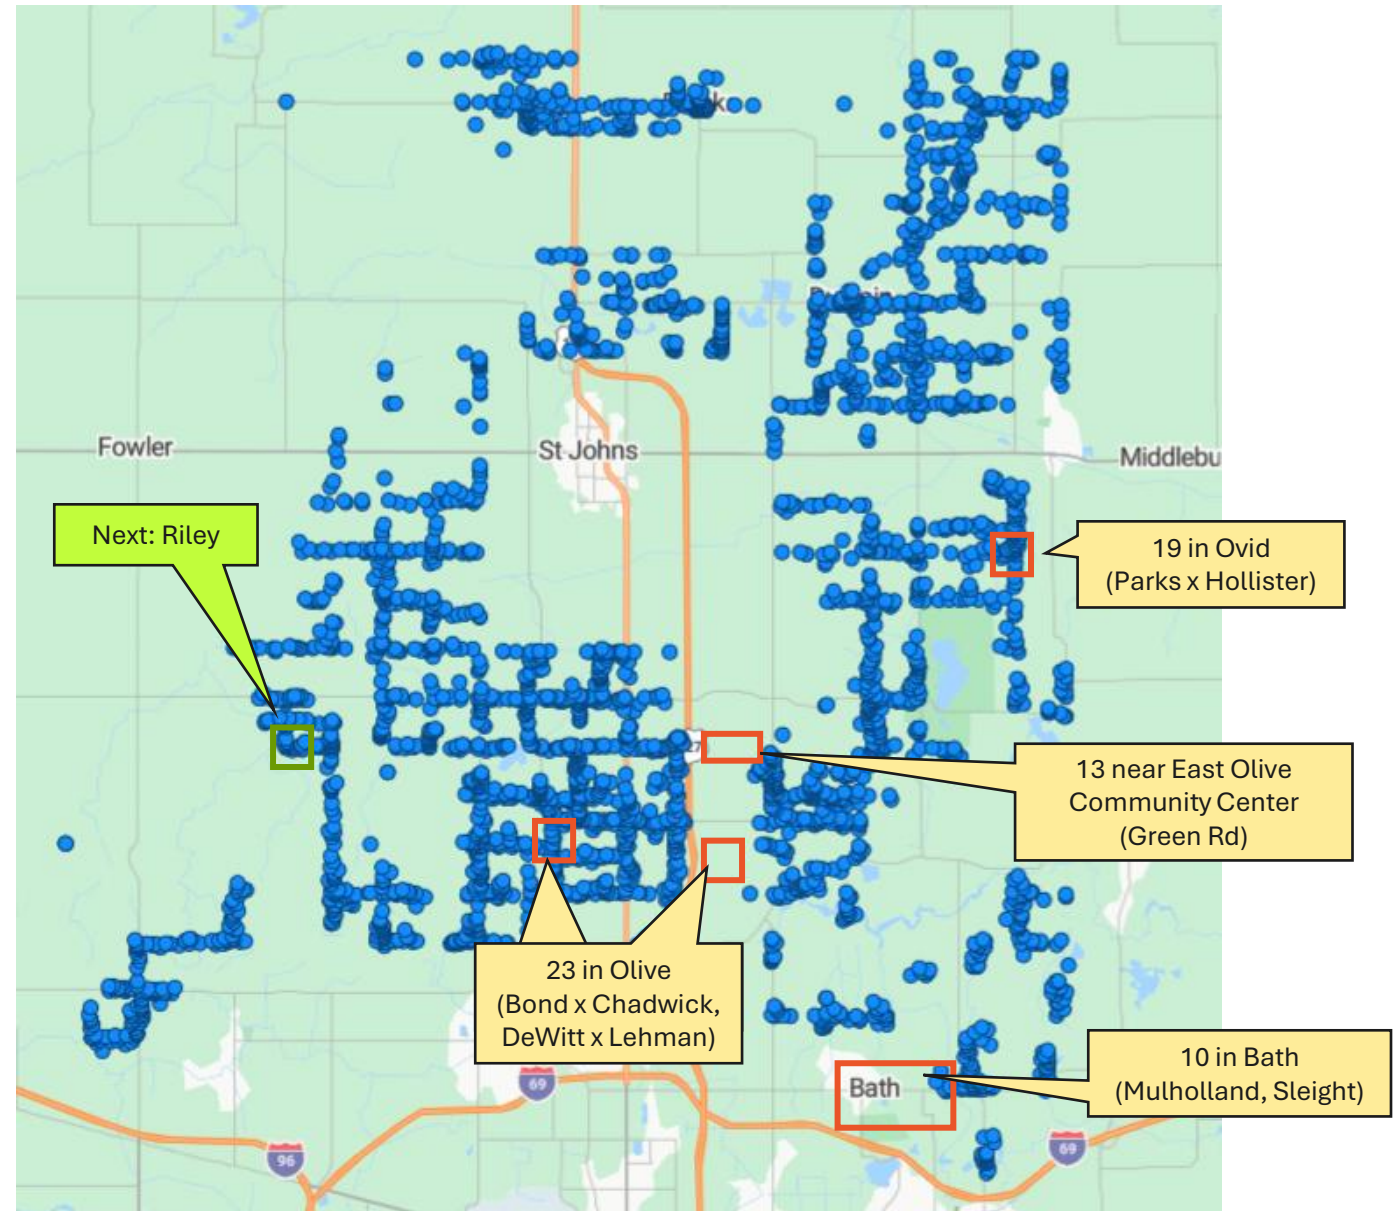 Fowler
St Johns
Middlebu
Next: Riley
19 in Ovid
(Parks x Hollister)
27
13 near East Olive
Community Center
(Green Rd)
23 in Olive
(Bond x Chadwick,
DeWitt x Lehman)
10 in Bath
(Mulholland, Sleight)
Bath
69
96
69